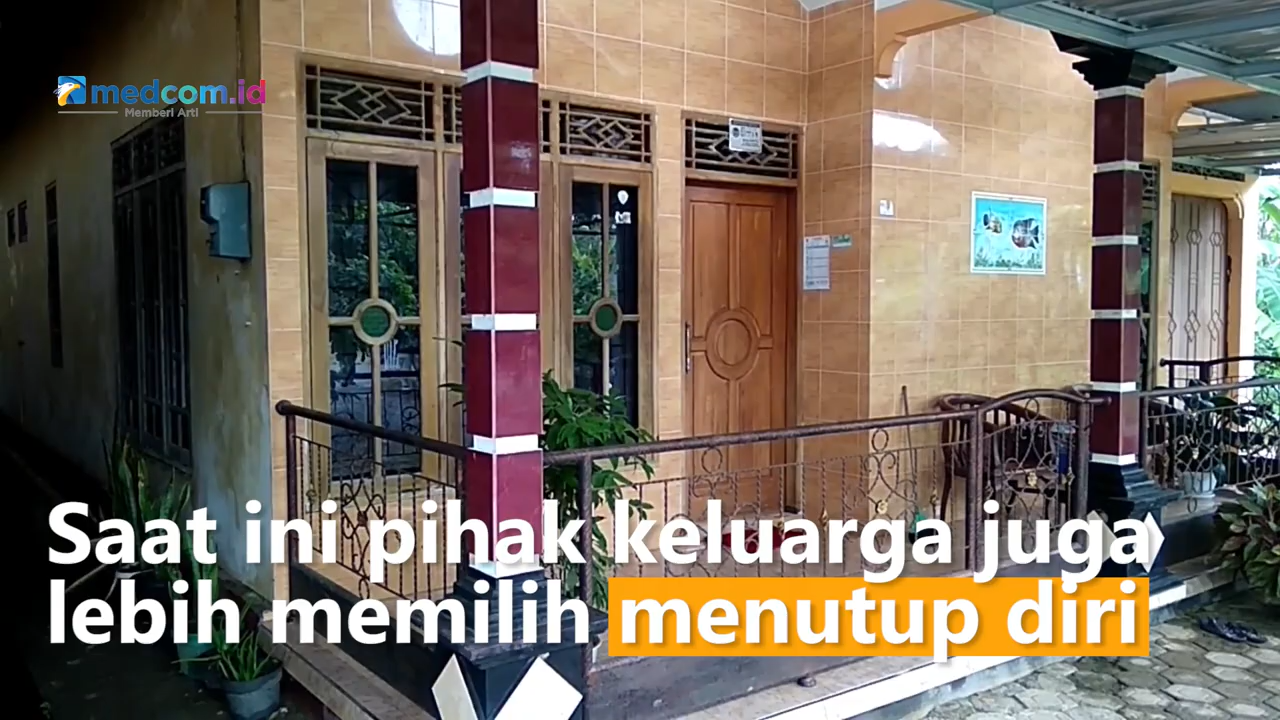 medcom.id
Memberi Arti
Saat ini pihak keluarga juga
lebih memilih menutup diri